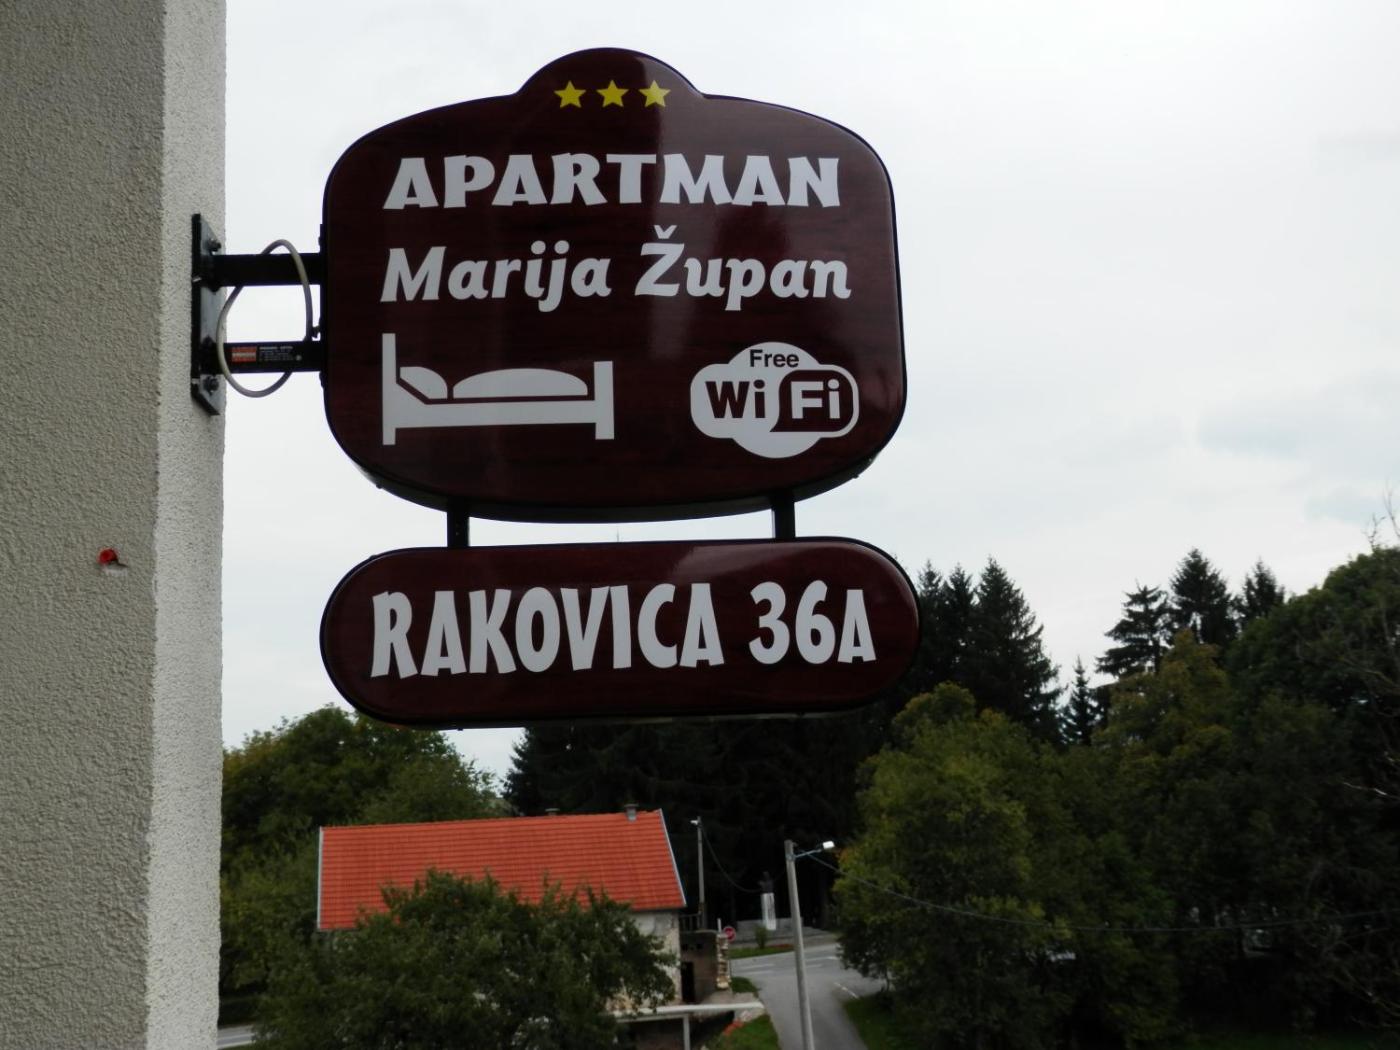 APARTMAN
Marija Župan
Free
WiFi
RAKOVICA 36A